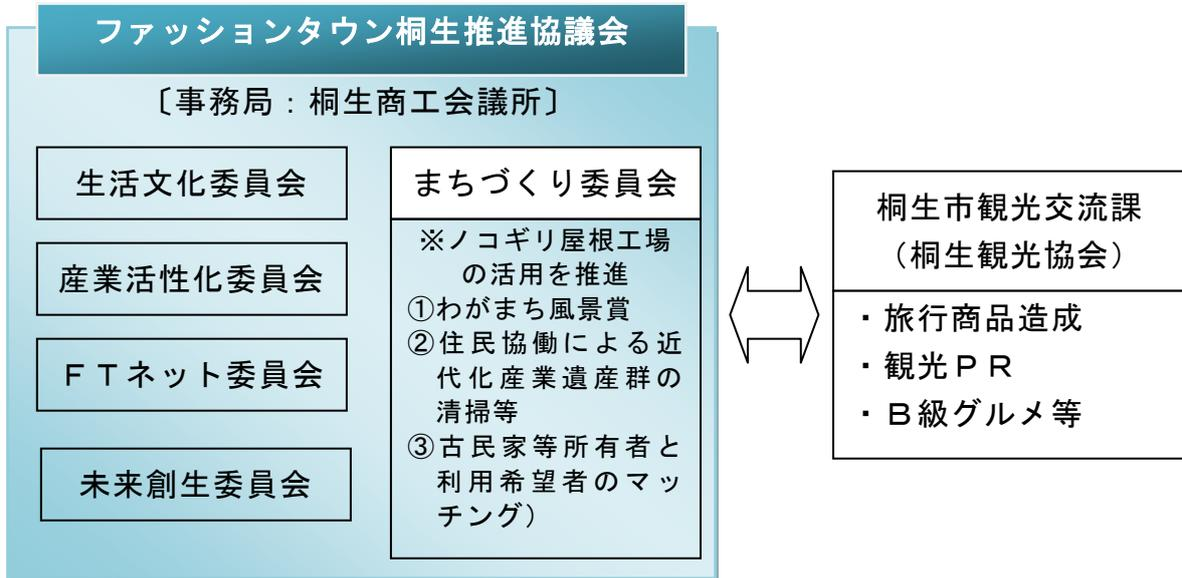 ファッションタウン桐生推進協議会
〔事務局：桐生商工会議所〕
生活文化委員会
産業活性化委員会
ＦＴネット委員会
未来創生委員会
まちづくり委員会
※ノコギリ屋根工場
の活用を推進
①わがまち風景賞
②住民協働による近
代化産業遺産群の
清掃等
③古民家等所有者と
利用希望者のマッ
チング）
桐生市観光交流課
（桐生観光協会）
・旅行商品造成
・観光ＰＲ
・Ｂ級グルメ等